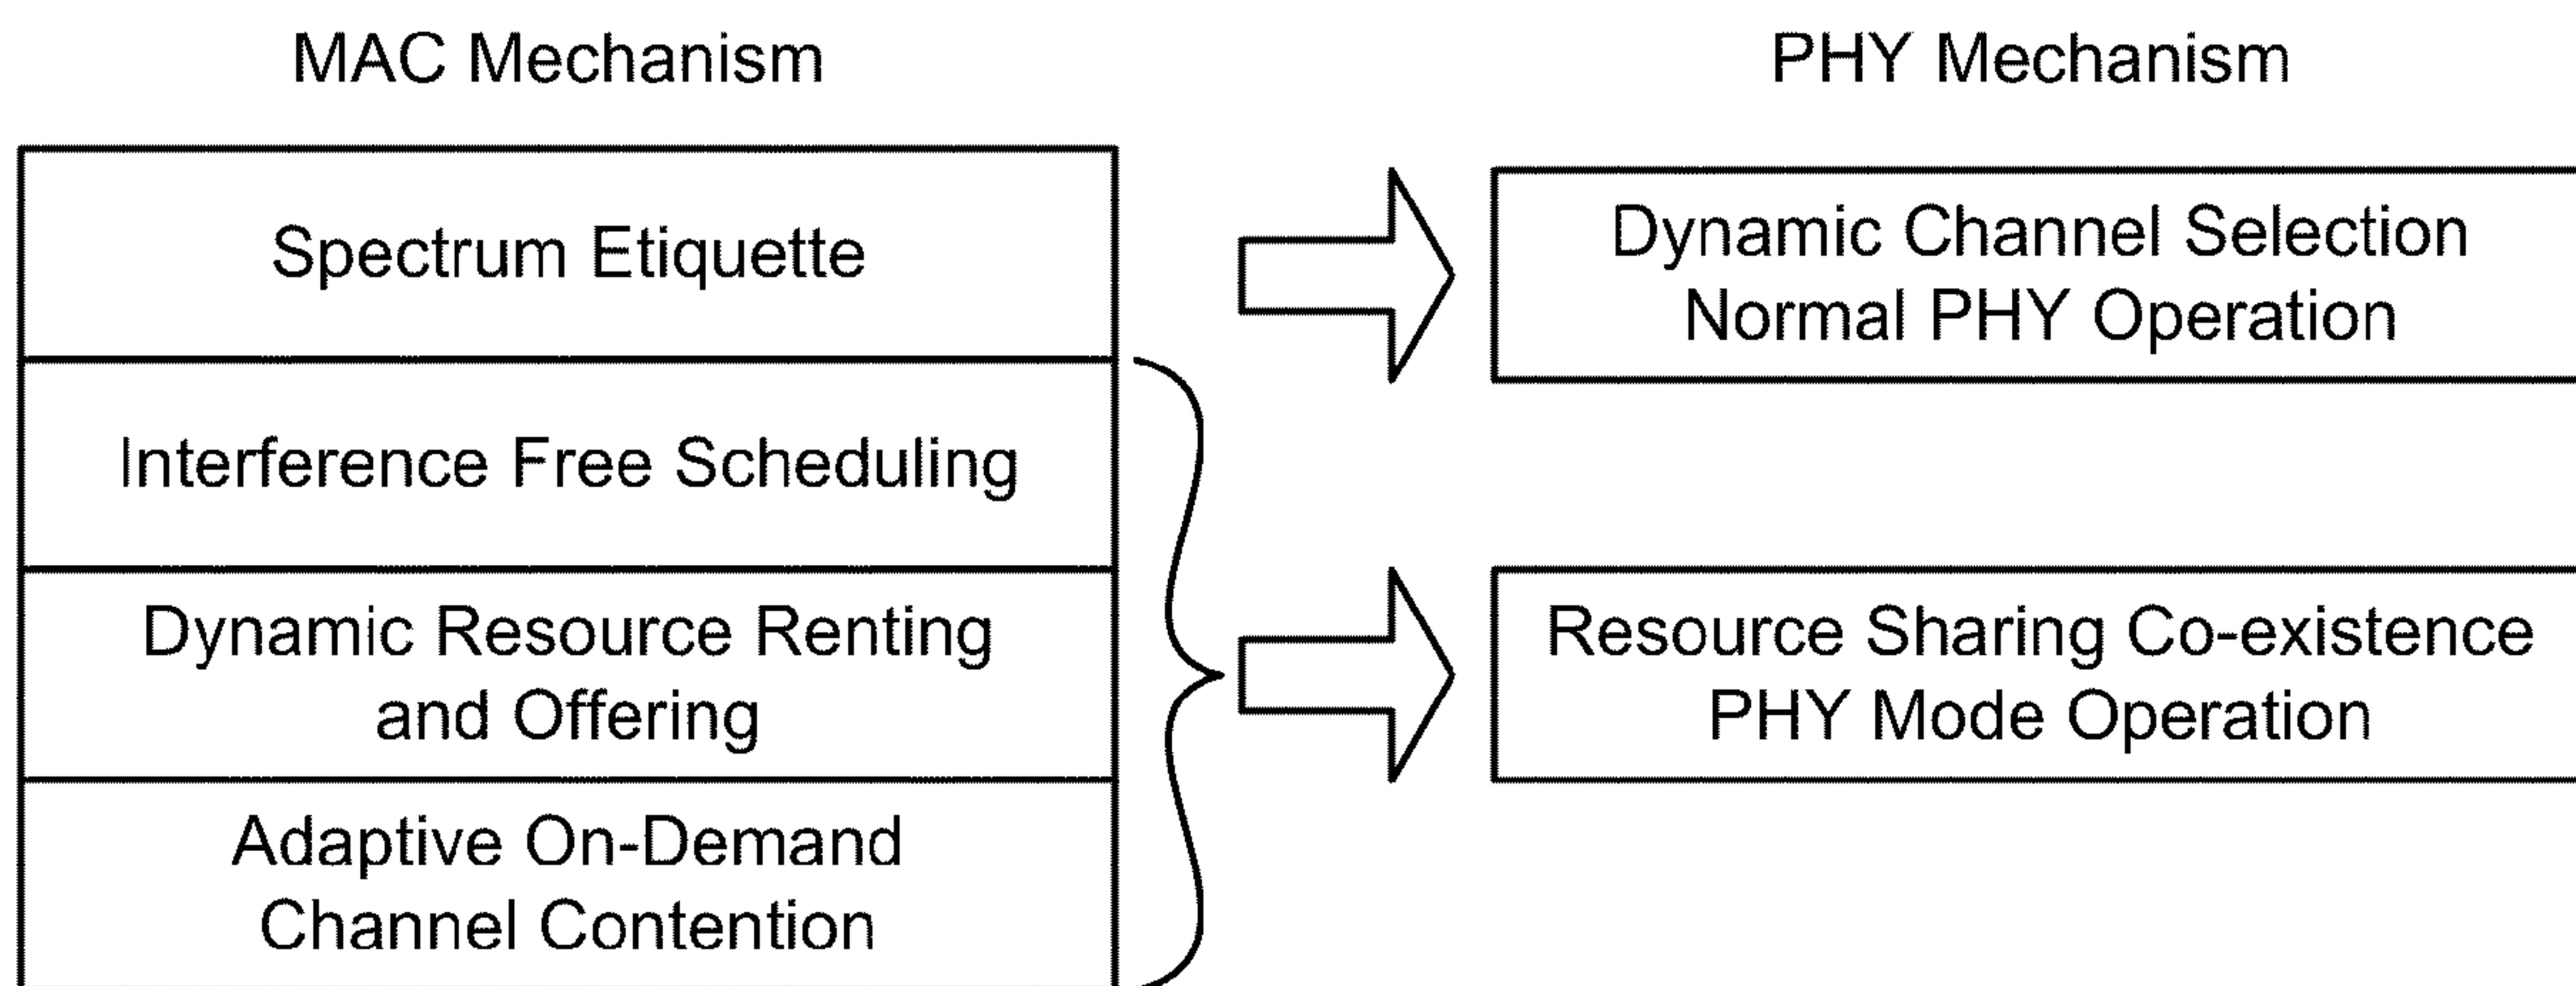 MAC Mechanism
PHY Mechanism
Spectrum Etiquette
Dynamic Channel Selection
Normal PHY Operation
Interference Free Scheduling
Dynamic Resource Renting
and Offering
Resource Sharing Co-existence
PHY Mode Operation
Adaptive On-Demand
Channel Contention